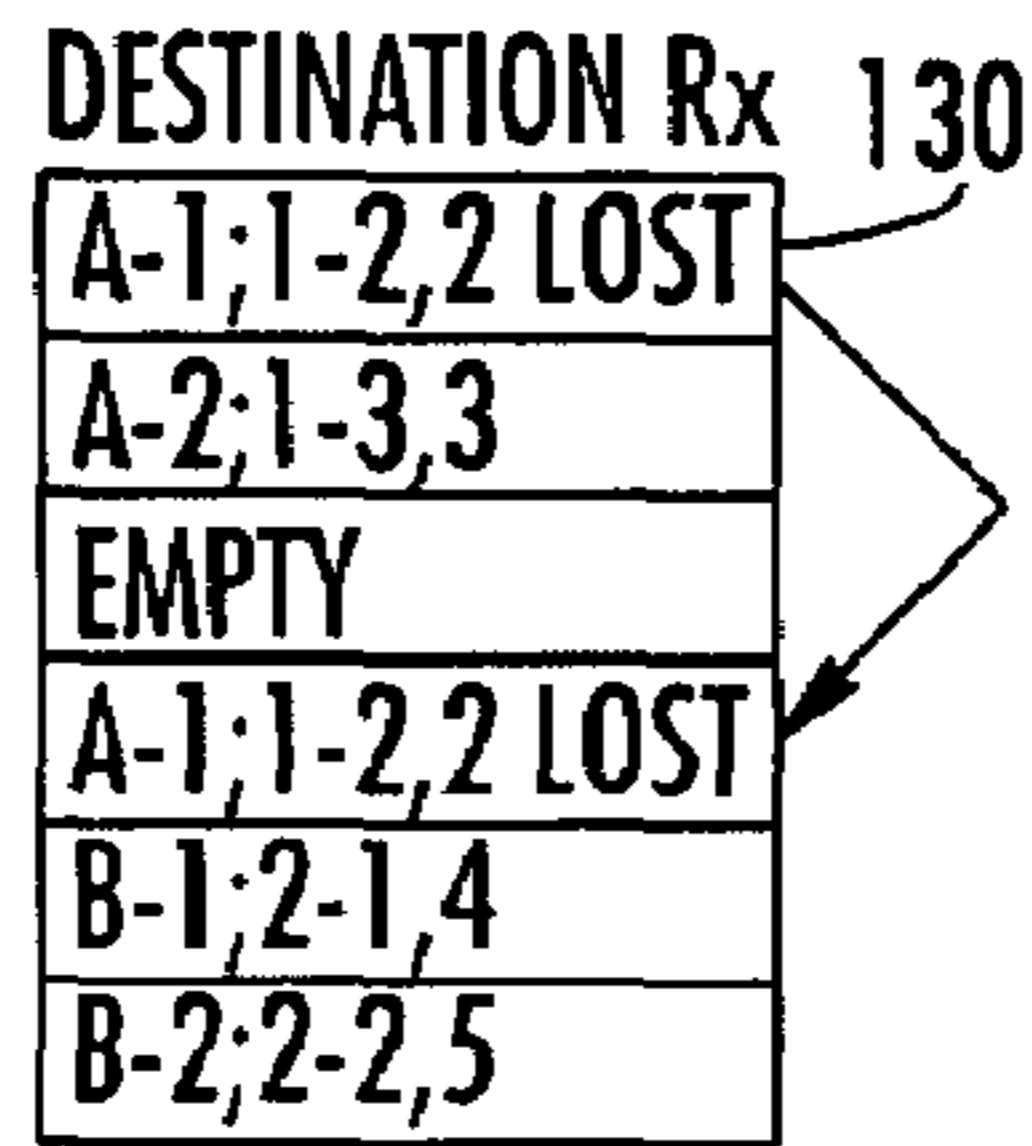 DESTINATION Rx 130
A-1;1-2,2 LOST
A-2;1-3,3
EMPTY
A-1;1-2,2 LOST
B-1;2-1,4
B-2;2-2,5